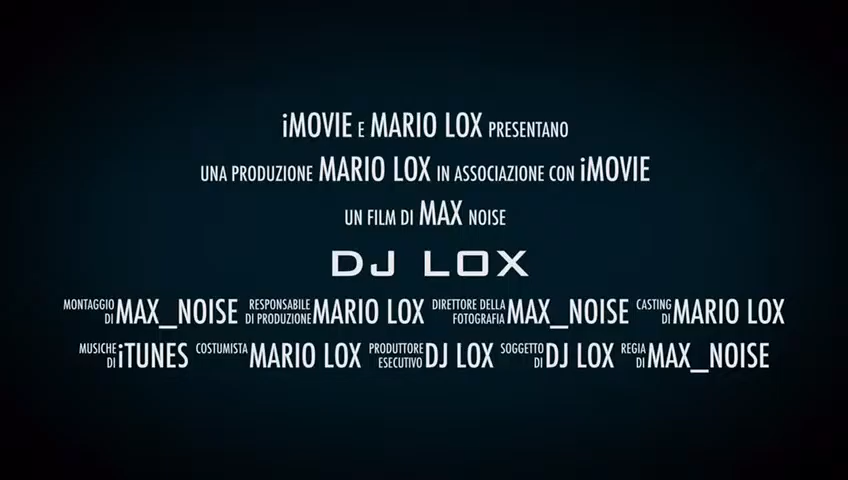 iMOVIE E MARIO LOX PRESENTANO
UNA PRODUZIONE MARIO LOX IN ASSOCIAZIONE CON iMOVIE
UN FILM DI MAX NOISE
DJ LOX
MONTAGGIO DI MAX_NOISE RESPONSABILE DI PRODUZIONE MARIO LOX DIRETTORE DELLA FOTOGRAFIA MAX_NOISE CASTING DI MARIO LOX
MUSICHE DI iTUNES COSTUMISTA MARIO LOX PRODUTTORE ESECUTIVO DJ LOX SOGGETTO DI DJ LOX REGIA DI MAX_NOISE